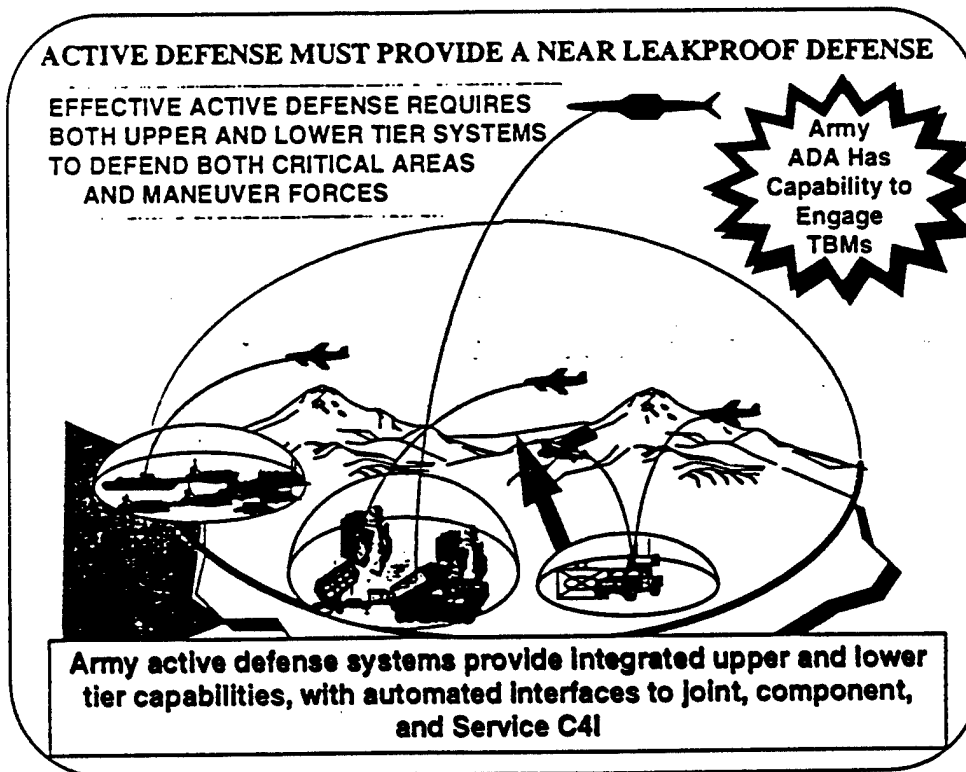 ACTIVE DEFENSE MUST PROVIDE A NEAR LEAKPROOF DEFENSE
EFFECTIVE ACTIVE DEFENSE REQUIRES
BOTH UPPER AND LOWER TIER SYSTEMS
TO DEFEND BOTH CRITICAL AREAS
AND MANEUVER FORCES
Army
ADA Has
Capability to
Engage
TBMs
Army active defense systems provide integrated upper and lower
tier capabilities, with automated interfaces to joint, component,
and Service C4I